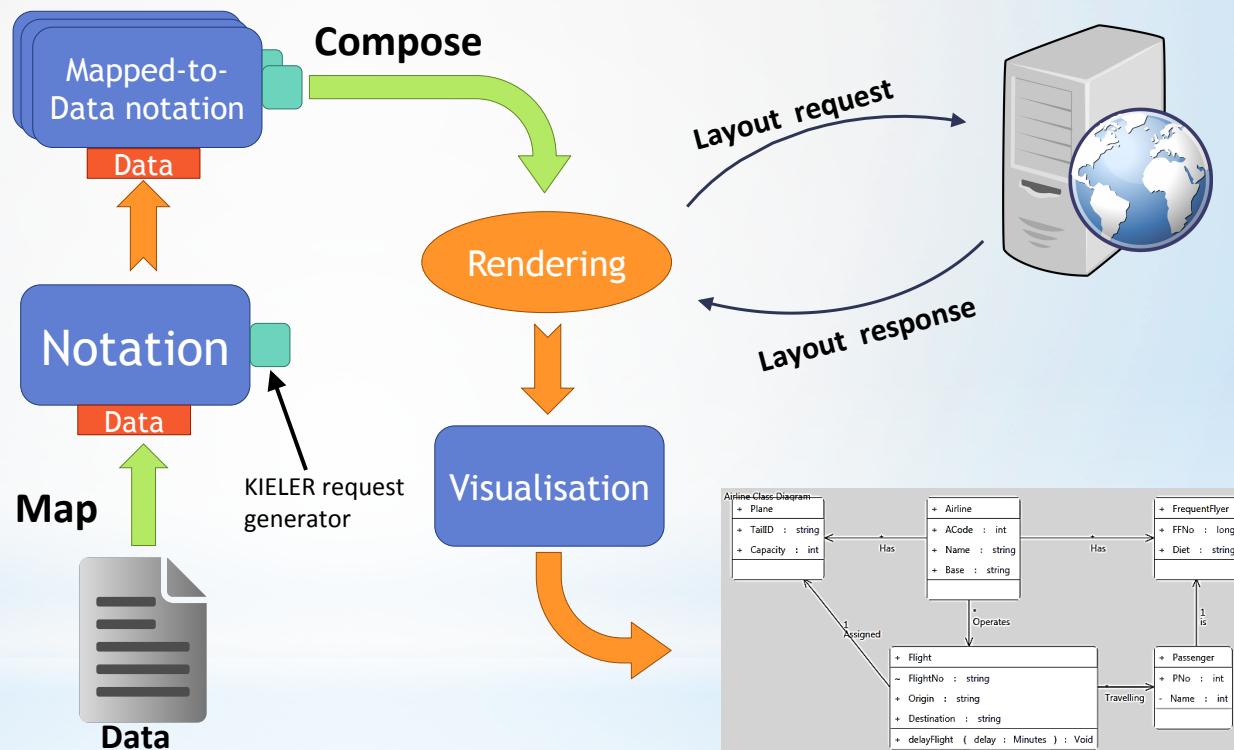 Mapped-to-
Data notation
Data
Compose
Layout request
Rendering
Layout response
Notation
Data
KIELER request
generator
Map
Data
Visualisation
Airline Class Diagram
+ Plane
+ TailID : string
+ Capacity : int
+ Airline
+ ACode : int
+ Name : string
+ Base : string
+ FrequentFlyer
+ FFNo : long
+ Diet : string
*
Has
*
Has
1
Assigned
*
Operates
1
is
+ Flight
~ FlightNo : string
+ Origin : string
+ Destination : string
+ delayFlight ( delay : Minutes ) : Void
*
Travelling
+ Passenger
+ PNo : int
- Name : int